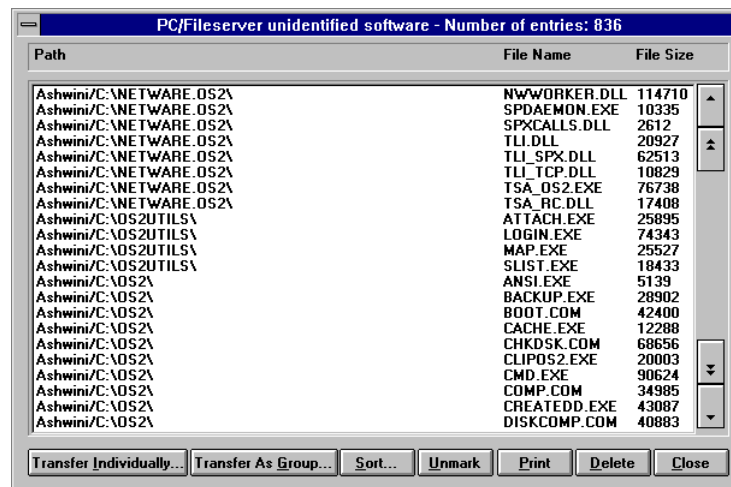 PC/Fileserver unidentified software - Number of entries: 836
Path File Name File Size
Ashwini/C:\NETWARE.OS2\ NWWORKER.DLL 114710
Ashwini/C:\NETWARE.OS2\ SPDAEMON.EXE 10335
Ashwini/C:\NETWARE.OS2\ SPXCALLS.DLL 2612
Ashwini/C:\NETWARE.OS2\ TLI.DLL 20927
Ashwini/C:\NETWARE.OS2\ TLI_SPX.DLL 62513
Ashwini/C:\NETWARE.OS2\ TLI_TCP.DLL 10829
Ashwini/C:\NETWARE.OS2\ TSA_OS2.EXE 76738
Ashwini/C:\NETWARE.OS2\ TSA_RC.DLL 17408
Ashwini/C:\OS2UTILS\ ATTACH.EXE 25895
Ashwini/C:\OS2UTILS\ LOGIN.EXE 74343
Ashwini/C:\OS2UTILS\ MAP.EXE 25527
Ashwini/C:\OS2UTILS\ SLIST.EXE 18433
Ashwini/C:\OS2\ ANSI.EXE 5139
Ashwini/C:\OS2\ BACKUP.EXE 28902
Ashwini/C:\OS2\ BOOT.COM 42400
Ashwini/C:\OS2\ CACHE.EXE 12288
Ashwini/C:\OS2\ CHKDSK.COM 68656
Ashwini/C:\OS2\ CLIPOS2.EXE 20003
Ashwini/C:\OS2\ CMD.EXE 90624
Ashwini/C:\OS2\ COMP.COM 34985
Ashwini/C:\OS2\ CREATEDD.EXE 43087
Ashwini/C:\OS2\ DISKCOMP.COM 40883
Transfer Individually... Transfer As Group... Sort... Unmark Print Delete Close